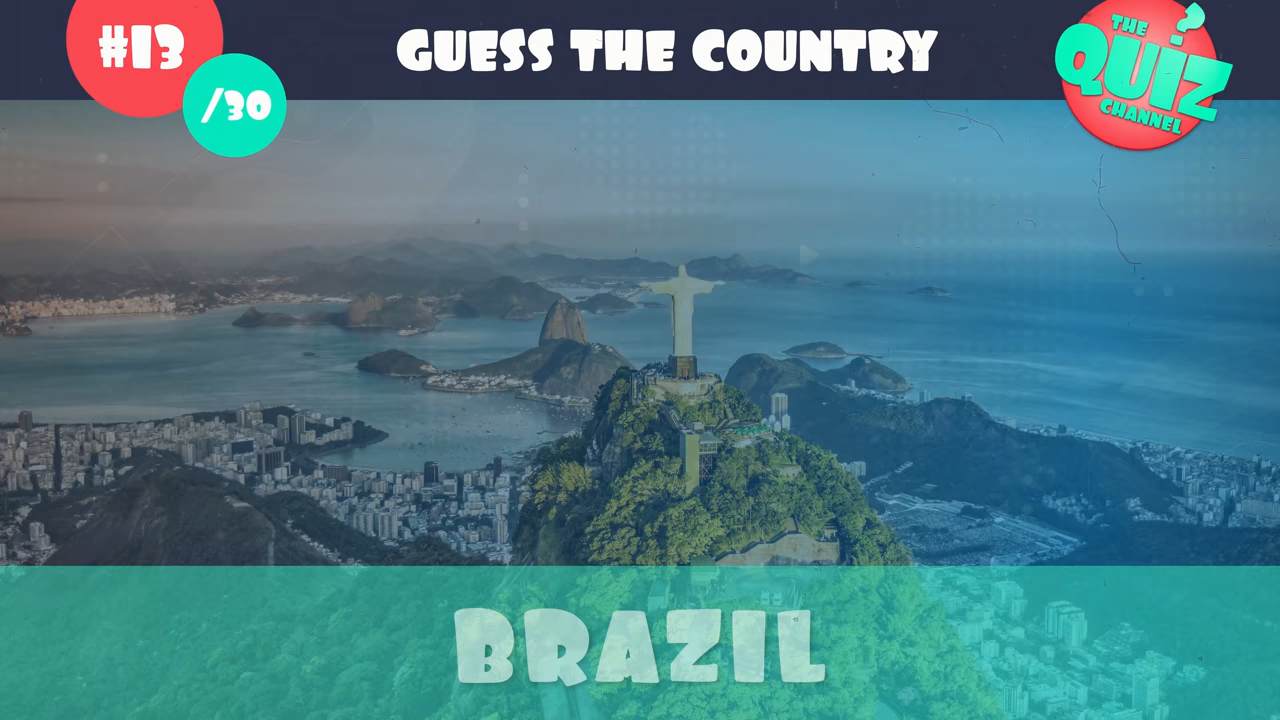 #13
/30
GUESS THE COUNTRY
THE
QUIZ
CHANNEL
BRAZIL